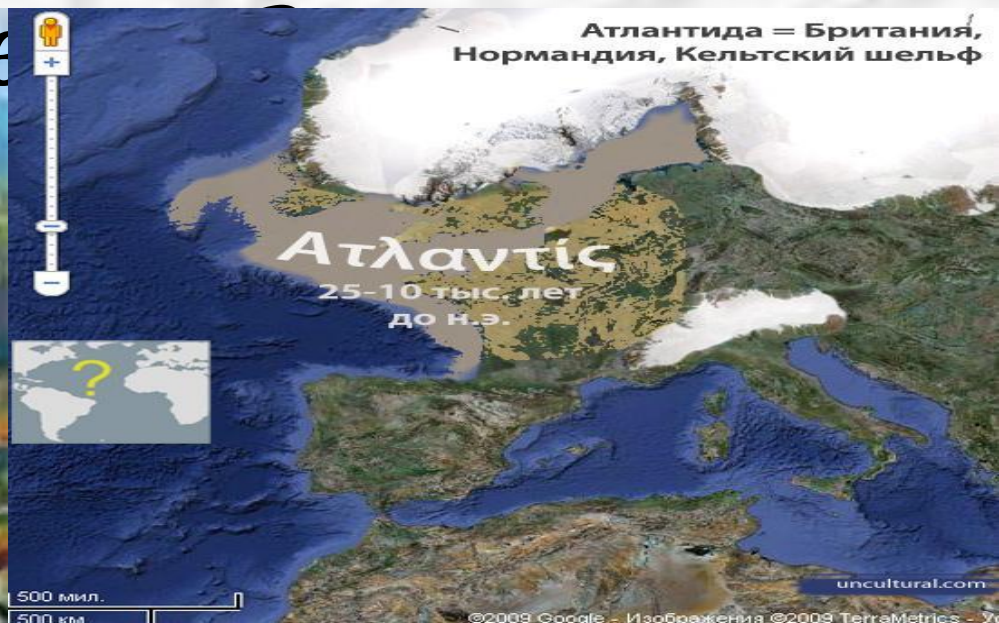 Атлантида = Британия,
Нормандия, Кельтский шельф
Ατλαντίς
25-10 тыс. лет
до н.э.
?
uncultural.com
500 мил.
500 км
©2009 Google - Изображения ©2009 TerraMetrics -